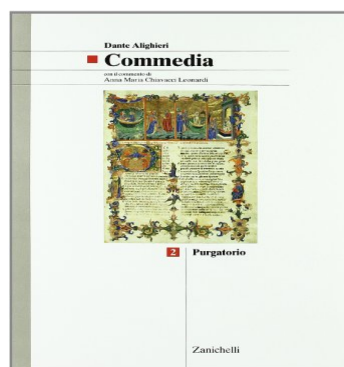 Dante Alighieri
Commedia
con il commento di
Anna Maria Chiavacci Leonardi
2 Purgatorio
Zanichelli